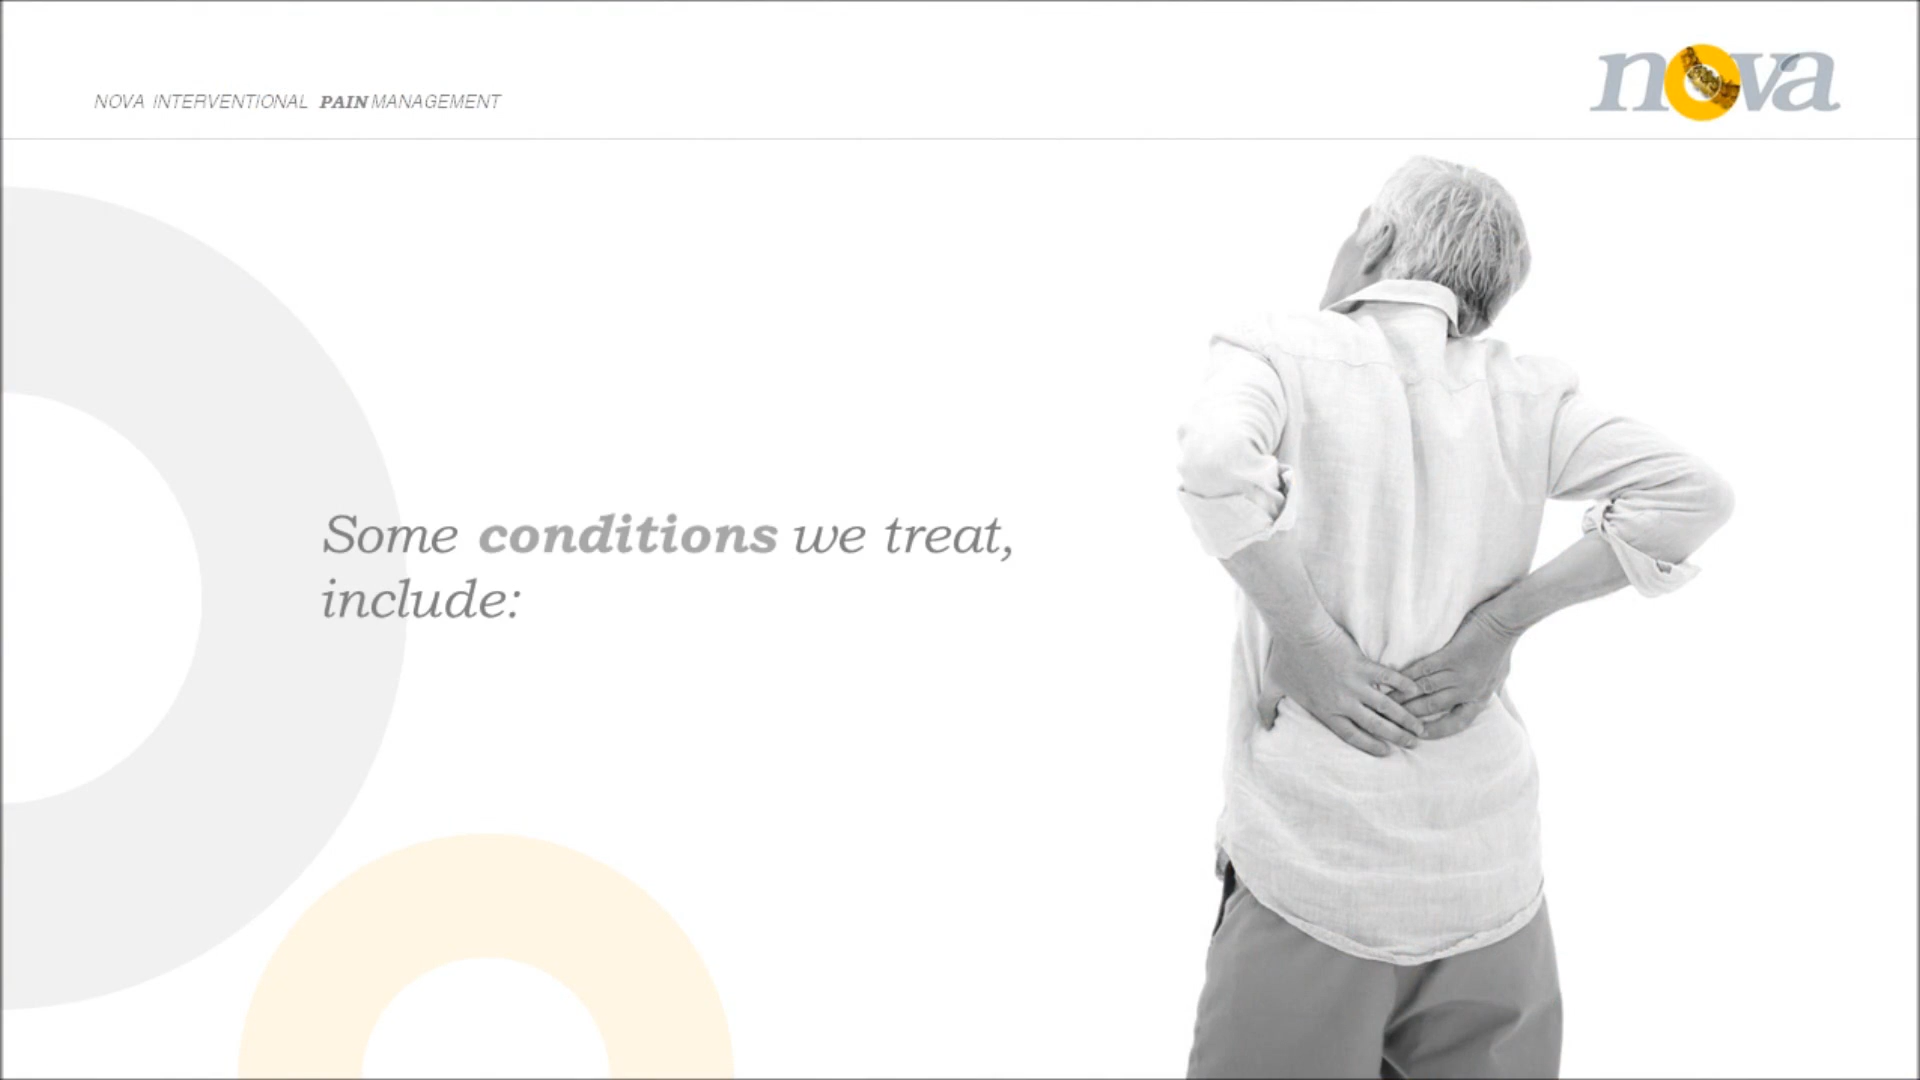 NOVA INTERVENTIONAL PAIN MANAGEMENT
nova
Some conditions we treat,
include: